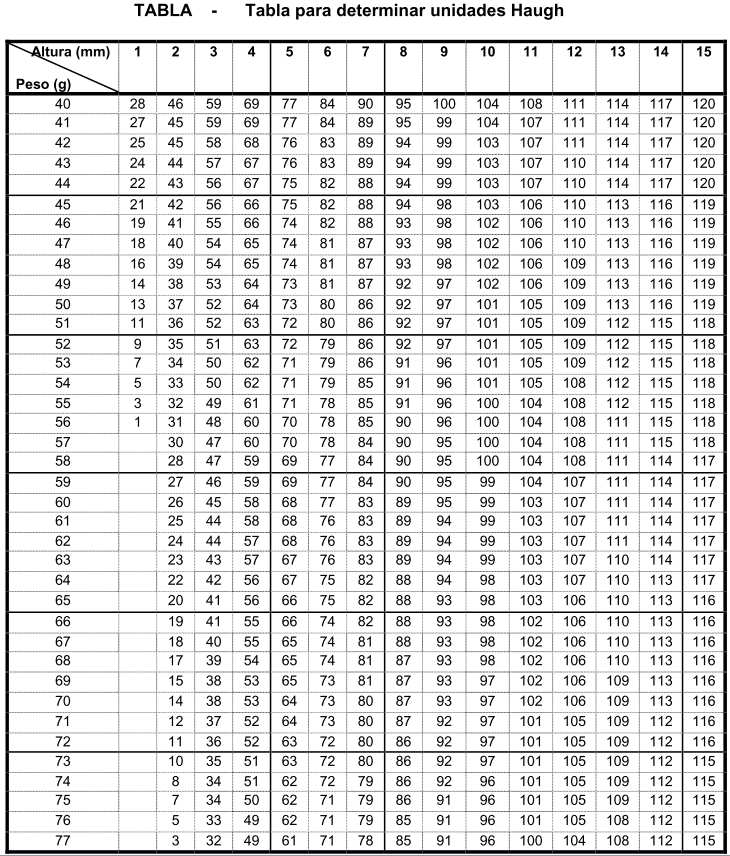 TABLA - Tabla para determinar unidades Haugh
Altura (mm) 1 2 3 4 5 6 7 8 9 10 11 12 13 14 15
Peso (g)
40 28 46 59 69 77 84 90 95 100 104 108 111 114 117 120
41 27 45 59 69 77 84 89 95 99 104 107 111 114 117 120
42 25 45 58 68 76 83 89 94 99 103 107 111 114 117 120
43 24 44 57 67 76 83 89 94 99 103 107 110 114 117 120
44 22 43 56 67 75 82 88 94 99 103 107 110 114 117 120
45 21 42 56 66 75 82 88 94 98 103 106 110 113 116 119
46 19 41 55 66 74 82 88 93 98 102 106 110 113 116 119
47 18 40 54 65 74 81 87 93 98 102 106 110 113 116 119
48 16 39 54 65 74 81 87 93 98 102 106 109 113 116 119
49 14 38 53 64 73 81 87 92 97 102 106 109 113 116 119
50 13 37 52 64 73 80 86 92 97 101 105 109 113 116 119
51 11 36 52 63 72 80 86 92 97 101 105 109 112 115 118
52 9 35 51 63 72 79 86 92 97 101 105 109 112 115 118
53 7 34 50 62 71 79 86 91 96 101 105 109 112 115 118
54 5 33 50 62 71 79 85 91 96 101 105 108 112 115 118
55 3 32 49 61 71 78 85 91 96 100 104 108 112 115 118
56 1 31 48 60 70 78 85 90 96 100 104 108 111 115 118
57 30 47 60 70 78 84 90 95 100 104 108 111 115 118
58 28 47 59 69 77 84 90 95 100 104 108 111 114 117
59 27 46 59 69 77 84 90 95 99 104 107 111 114 117
60 26 45 58 68 77 83 89 95 99 103 107 111 114 117
61 25 44 58 68 76 83 89 94 99 103 107 111 114 117
62 24 44 57 68 76 83 89 94 99 103 107 111 114 117
63 23 43 57 67 76 83 89 94 99 103 107 110 114 117
64 22 42 56 67 75 82 88 94 98 103 107 110 113 117
65 20 41 56 66 75 82 88 93 98 103 106 110 113 116
66 19 41 55 66 74 82 88 93 98 102 106 110 113 116
67 18 40 55 65 74 81 88 93 98 102 106 110 113 116
68 17 39 54 65 74 81 87 93 98 102 106 110 113 116
69 15 38 53 65 73 81 87 93 97 102 106 109 113 116
70 14 38 53 64 73 80 87 93 97 102 106 109 113 116
71 12 37 52 64 73 80 87 92 97 101 105 109 112 116
72 11 36 52 63 72 80 86 92 97 101 105 109 112 116
73 10 35 51 63 72 80 86 92 97 101 105 109 112 115
74 8 34 51 62 72 79 86 92 96 101 105 109 112 115
75 7 34 50 62 71 79 86 91 96 101 105 108 112 115
76 5 33 49 62 71 79 85 91 96 101 105 108 112 115
77 3 32 49 61 71 78 85 91 96 100 104 108 112 115